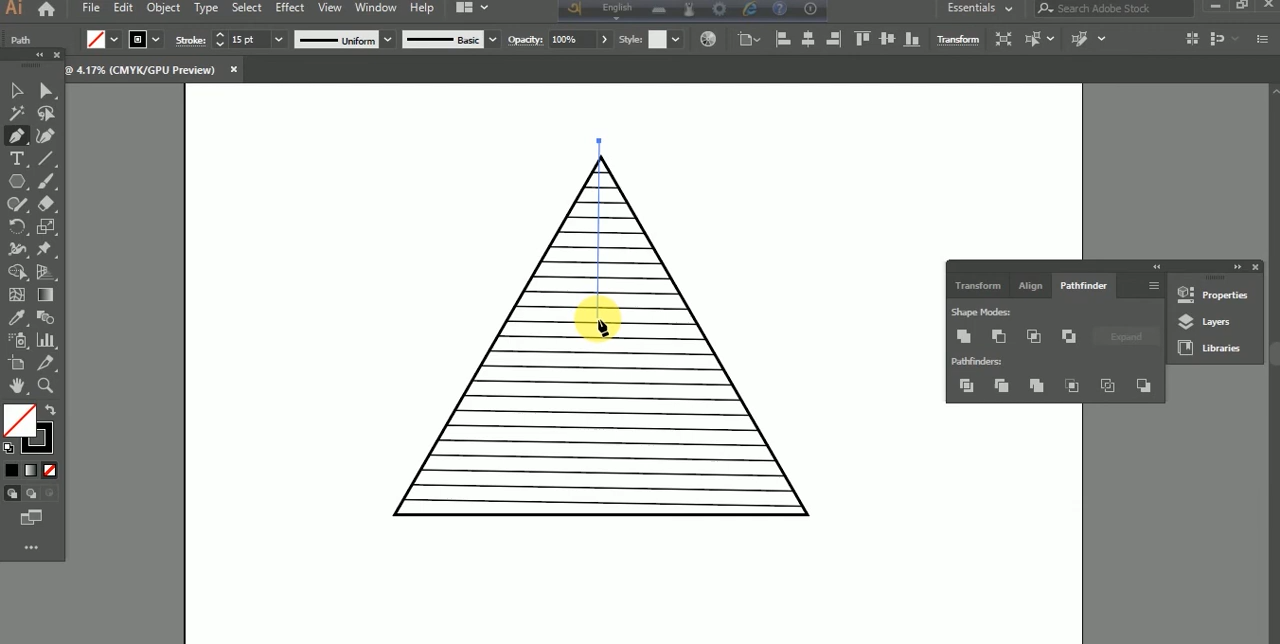 Ai File Edit Object Type Select Effect View Window Help English Essentials Search Adobe Stock
Path Stroke: 15 pt Uniform Basic Opacity: 100% Style: Transform
@ 4.17% (CMYK/GPU Preview) ×
Transform Align Pathfinder
Shape Modes:
Expand
Pathfinders:
Properties
Layers
Libraries